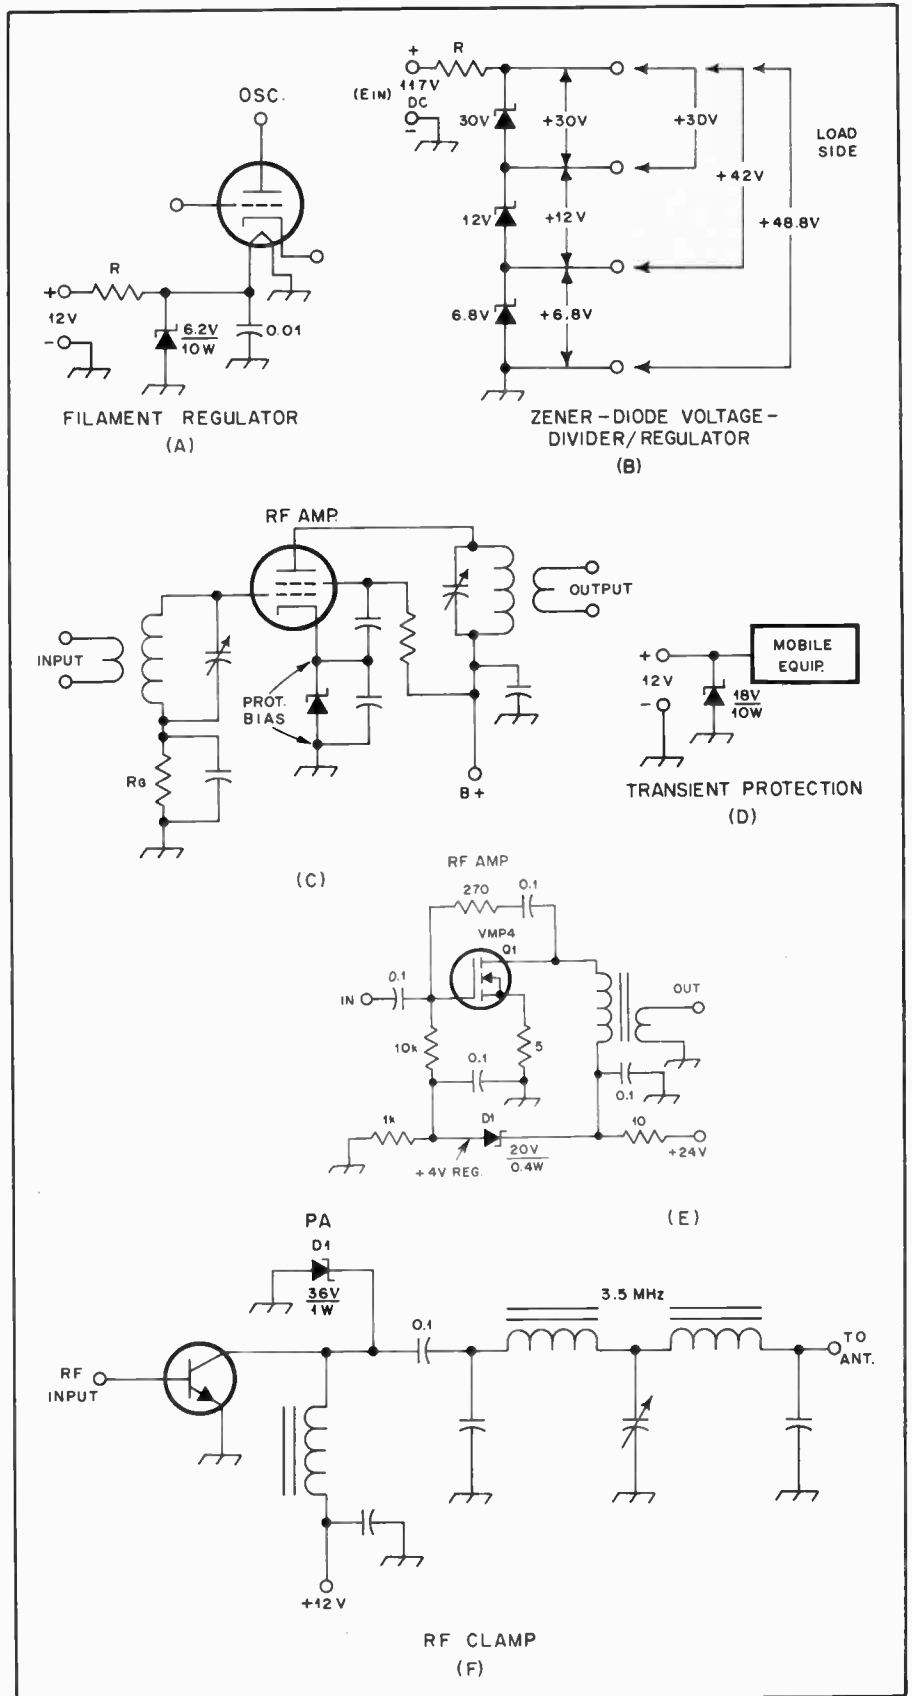 OSC.
R
+
12V
-
6.2V
10W
0.01
FILAMENT REGULATOR
(A)
+
R
117V
(EIN)
DC
-
30V
+30V
+30V
LOAD
SIDE
+42V
12V
+12V
+48.8V
6.8V
+6.8V
ZENER-DIODE VOLTAGE-
DIVIDER/REGULATOR
(B)
RF AMP.
INPUT
OUTPUT
PROT.
BIAS
RG
B+
(C)
+
12V
-
18V
10W
MOBILE
EQUIP.
TRANSIENT PROTECTION
(D)
RF AMP
270
0.1
VMP4
Q1
0.1
IN
OUT
10k
0.1
5
0.1
1k
D1
10
+4V REG.
20V
0.4W
+24V
(E)
PA
D1
36V
1W
3.5 MHz
0.1
TO
ANT.
RF
INPUT
+12V
RF CLAMP
(F)